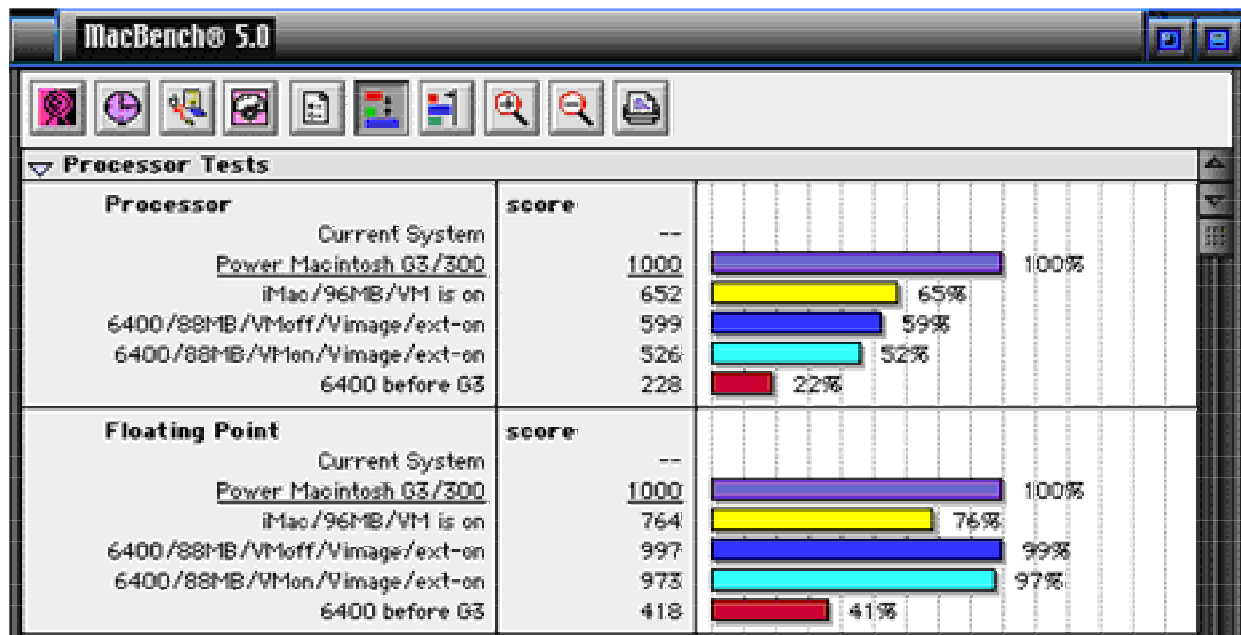 MacBench® 5.0
Processor Tests
Processor score
Current System --
Power Macintosh G3/300 1000 100%
iMac/96MB/VM is on 652 65%
6400/88MB/VMoff/Vimage/ext-on 599 59%
6400/88MB/VMon/Vimage/ext-on 526 52%
6400 before G3 228 22%
Floating Point score
Current System --
Power Macintosh G3/300 1000 100%
iMac/96MB/VM is on 764 76%
6400/88MB/VMoff/Vimage/ext-on 997 99%
6400/88MB/VMon/Vimage/ext-on 973 97%
6400 before G3 418 41%